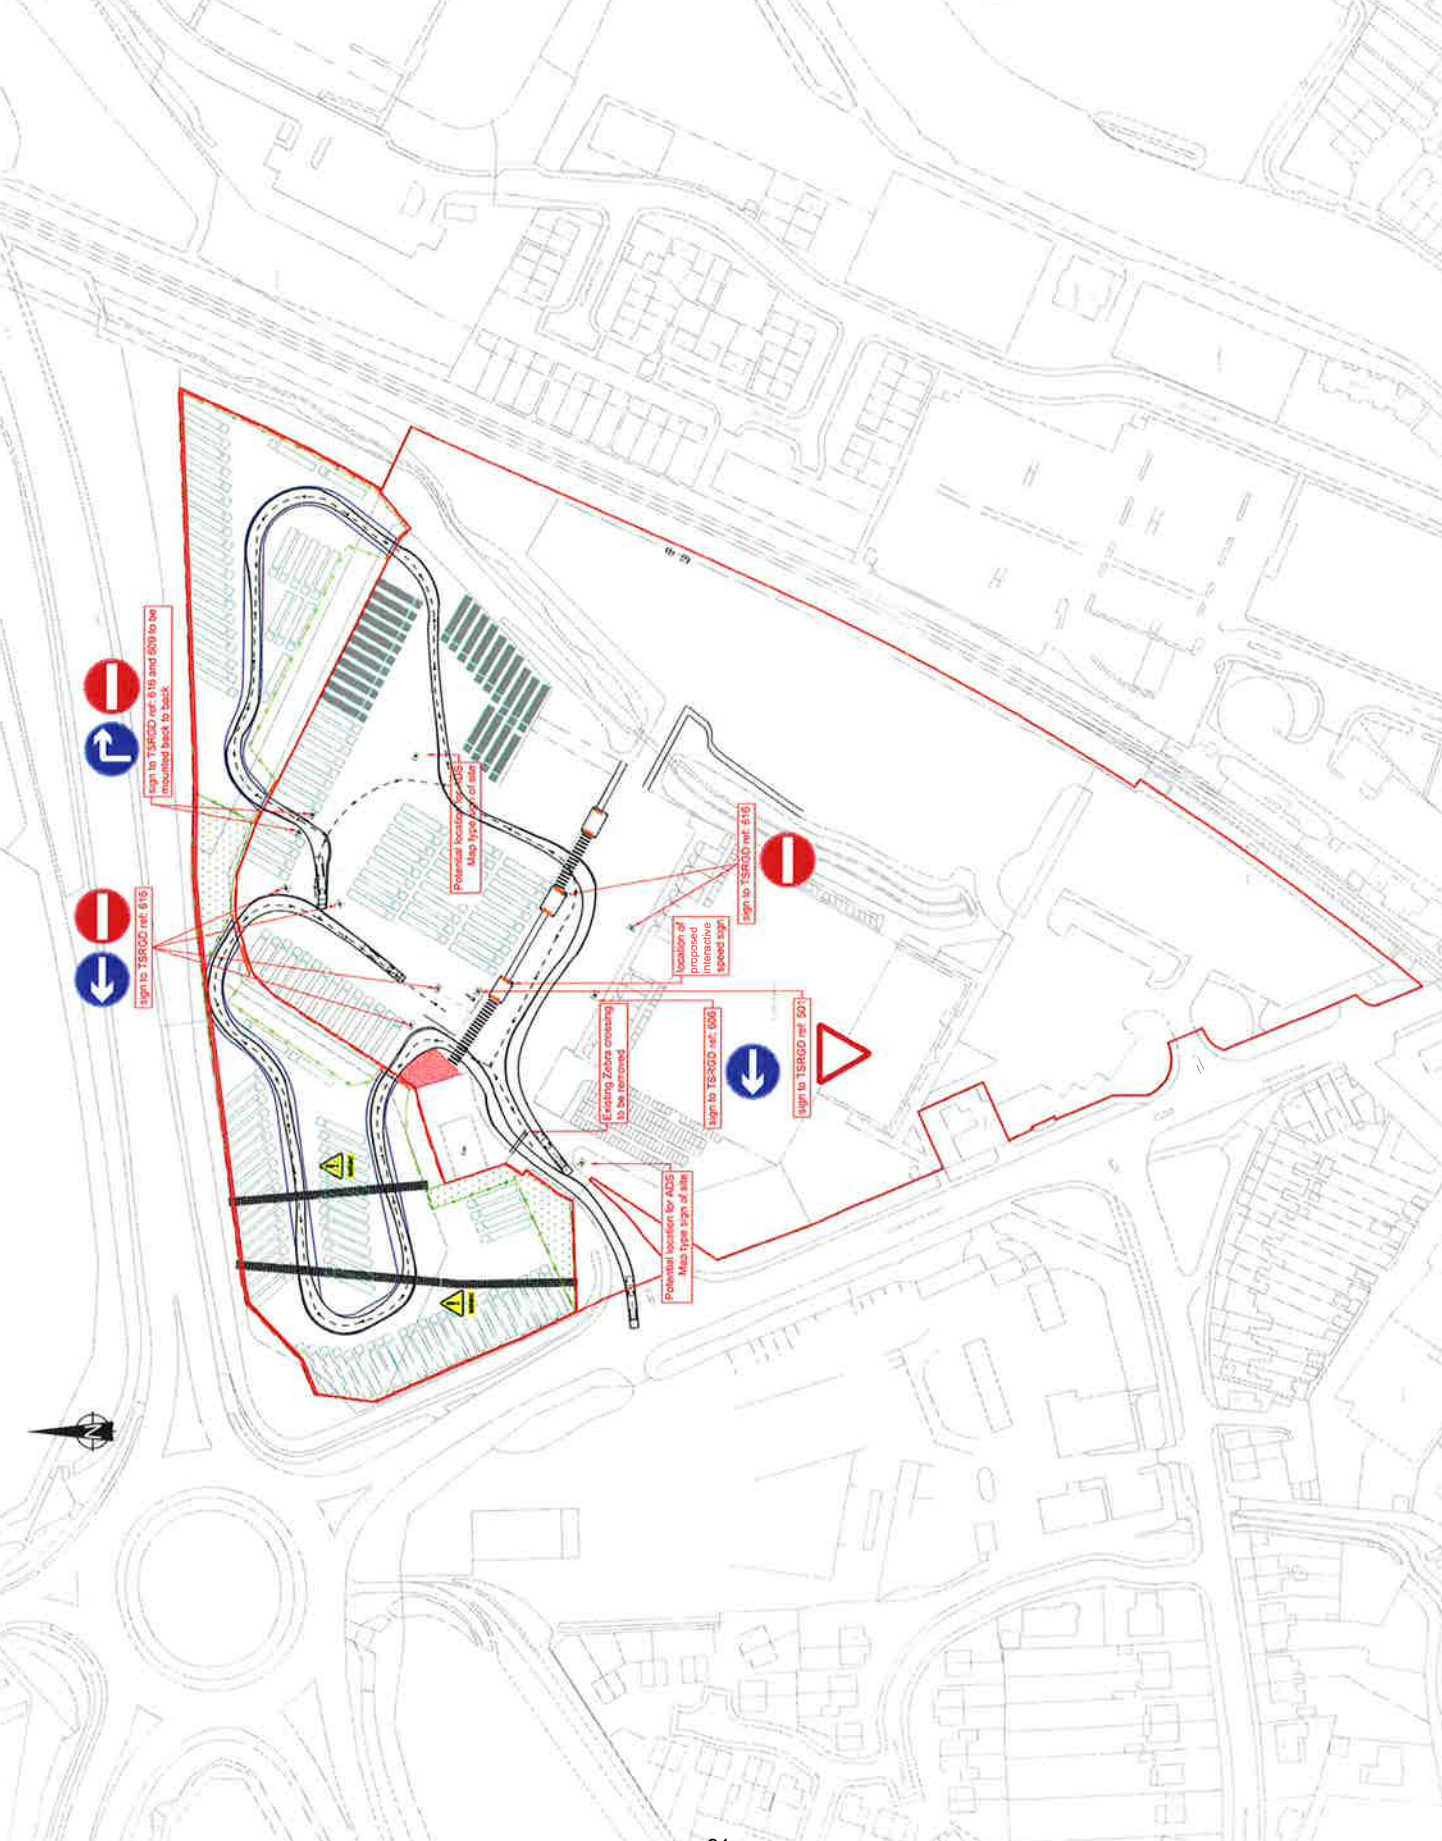 sign to TSRGD ref: 616 and 609 to be
mounted back to back
sign to TSRGD ref: 616
Potential location for ADS
Map type sign of site
sign to TSRGD ref: 616
location of
proposed
interactive
speed sign
Existing Zebra crossing
to be removed
sign to TSRGD ref: 606
sign to TSRGD ref: 501
Potential location for ADS
Map type sign of site
N